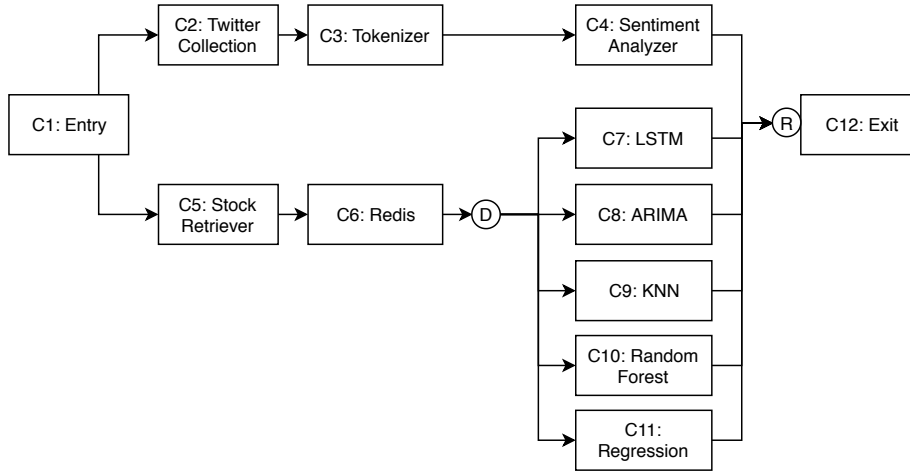 C2: Twitter
Collection
C3: Tokenizer
C4: Sentiment
Analyzer
C1: Entry
R
C12: Exit
C7: LSTM
C5: Stock
Retriever
C6: Redis
D
C8: ARIMA
C9: KNN
C10: Random
Forest
C11:
Regression